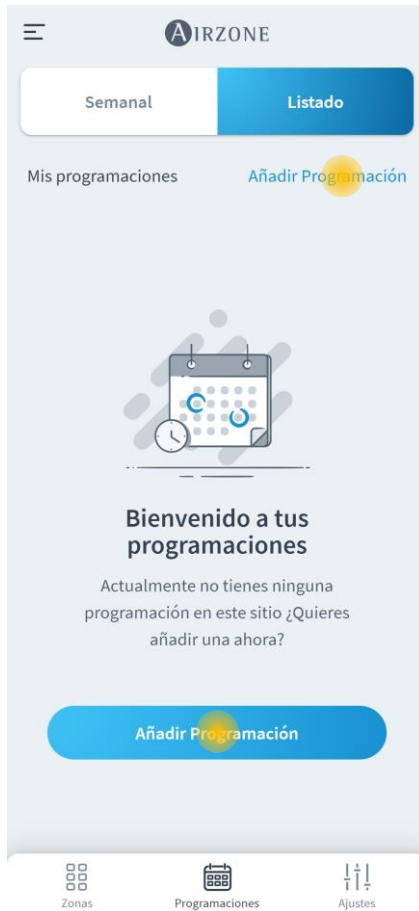 AIRZONE
Semanal Listado
Mis programaciones Añadir Programación
Bienvenido a tus
programaciones
Actualmente no tienes ninguna
programación en este sitio ¿Quieres
añadir una ahora?
Añadir Programación
Zonas Programaciones Ajustes